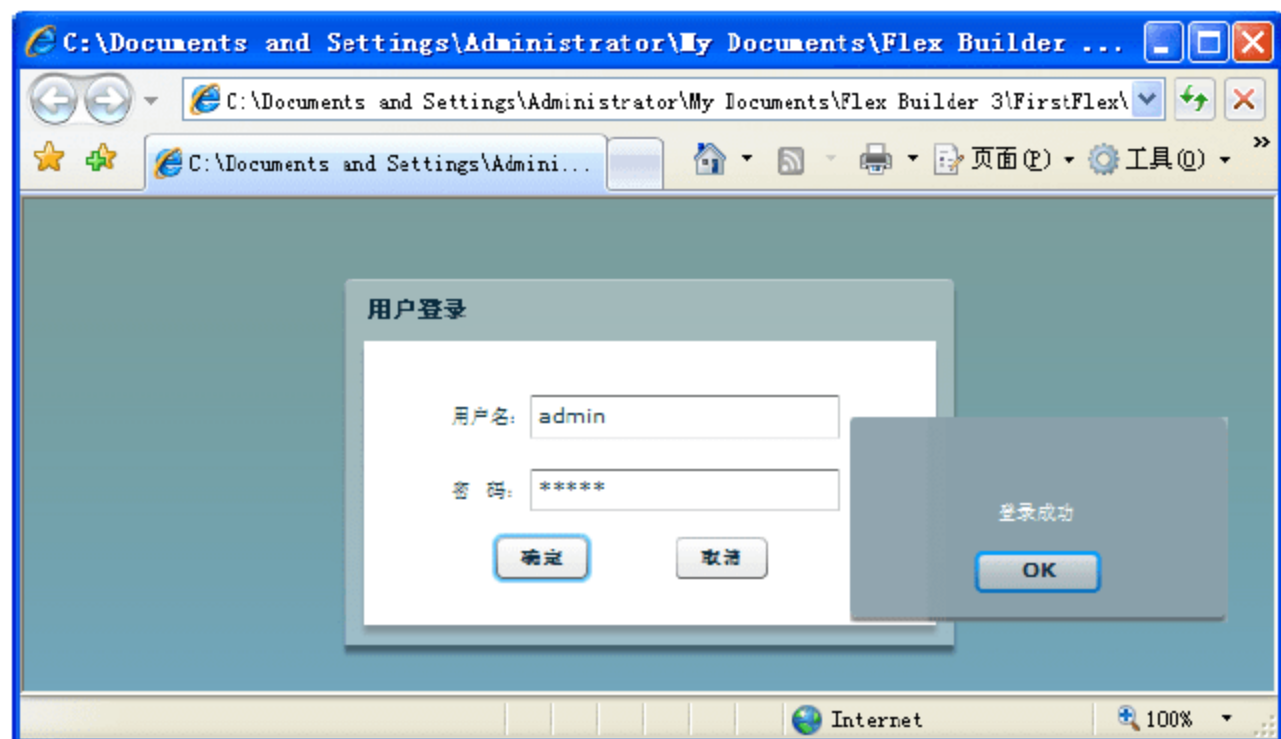 C:\Documents and Settings\Administrator\My Documents\Flex Builder ...
C:\Documents and Settings\Administrator\My Documents\Flex Builder 3\FirstFlex\
C:\Documents and Settings\Admini...
页面(P)
工具(O)
»
用户登录
用户名:
admin
密 码:
*****
确定
取消
登录成功
OK
Internet
100%